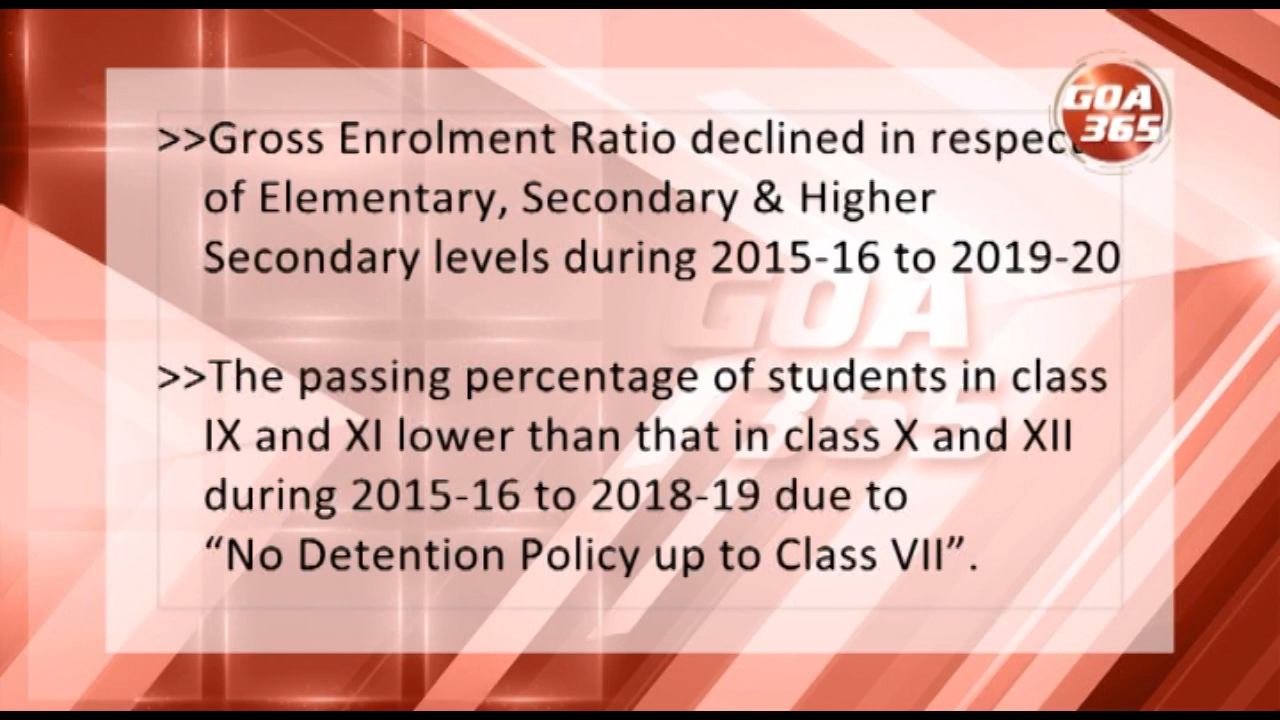 GOA
365
>>Gross Enrolment Ratio declined in
of Elementary, Secondary & Higher
Secondary levels during 2015-16 to 2019-20
GOA
365
>>The passing percentage of students in class
IX and XI lower than that in class X and XII
during 2015-16 to 2018-19 due to
“No Detention Policy up to Class VII”.